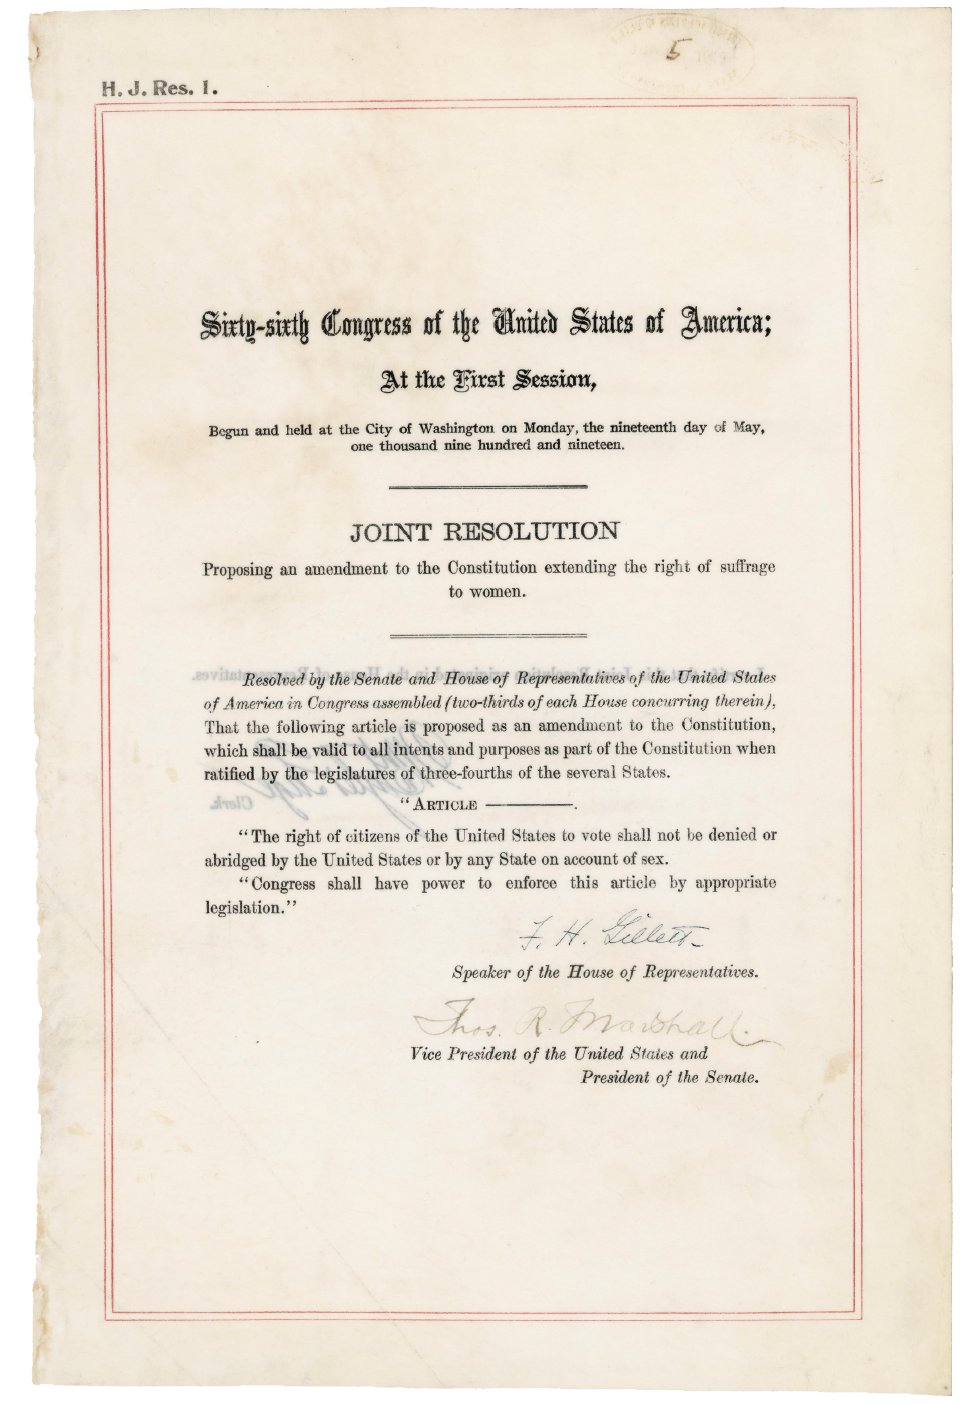 5
H. J. Res. 1.
Sixty-sixth Congress of the United States of America;
At the First Session,
Begun and held at the City of Washington on Monday, the nineteenth day of May,
one thousand nine hundred and nineteen.
JOINT RESOLUTION
Proposing an amendment to the Constitution extending the right of suffrage
to women.
Resolved by the Senate and House of Representatives of the United States
of America in Congress assembled (two-thirds of each House concurring therein),
That the following article is proposed as an amendment to the Constitution,
which shall be valid to all intents and purposes as part of the Constitution when
ratified by the legislatures of three-fourths of the several States.
"ARTICLE ————.
"The right of citizens of the United States to vote shall not be denied or
abridged by the United States or by any State on account of sex.
"Congress shall have power to enforce this article by appropriate
legislation."
F. H. Gillett
Speaker of the House of Representatives.
Thos. R. Marshall.
Vice President of the United States and
President of the Senate.